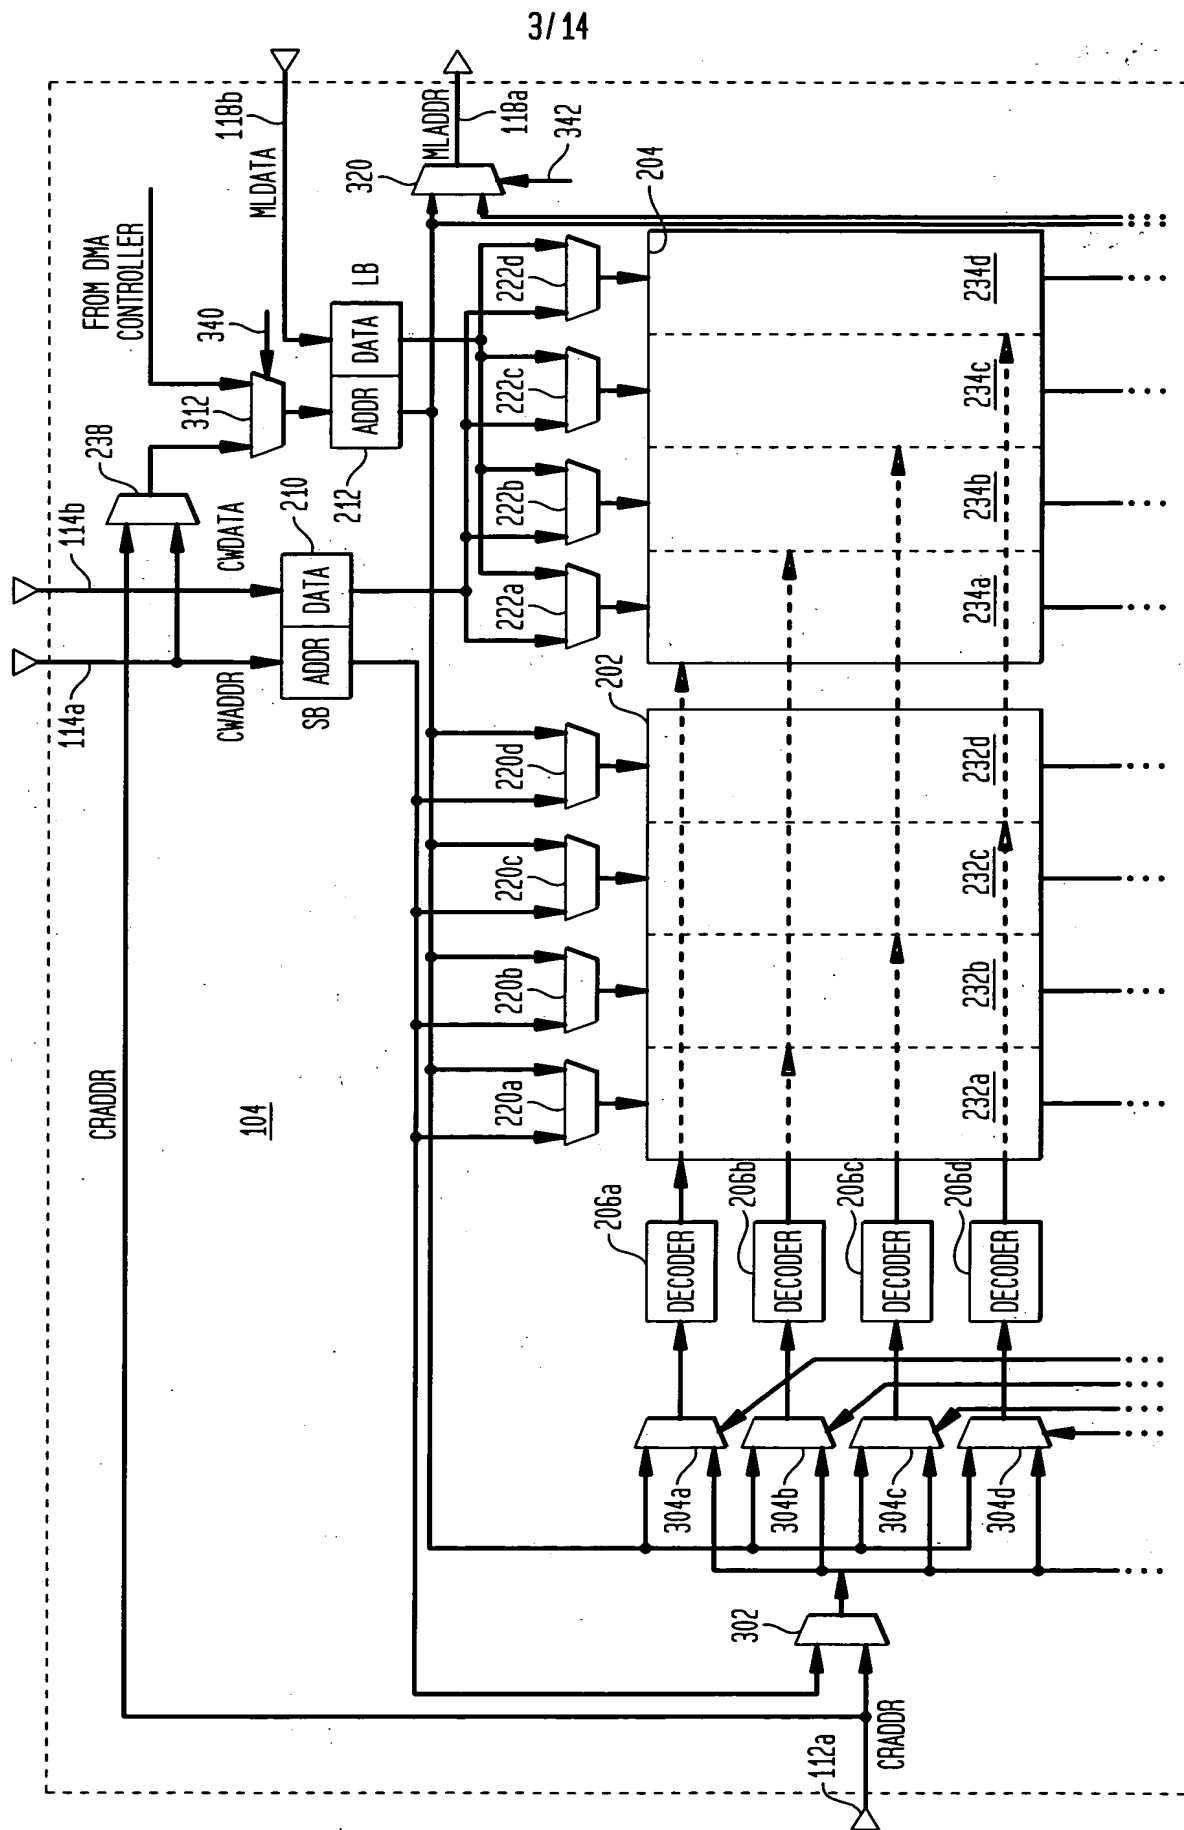 3/14
118b
MLDATA
118a
MLADDR
FROM DMA
CONTROLLER
320
342
340
312
238
LB
ADDR
DATA
212
204
114b
CWDATA
210
114a
CWADDR
SB
ADDR
DATA
222a
222b
222c
222d
234a
234b
234c
234d
202
CRADDR
104
220a
220b
220c
220d
232a
232b
232c
232d
206a
206b
206c
206d
DECODER
DECODER
DECODER
DECODER
304a
304b
304c
304d
302
CRADDR
112a